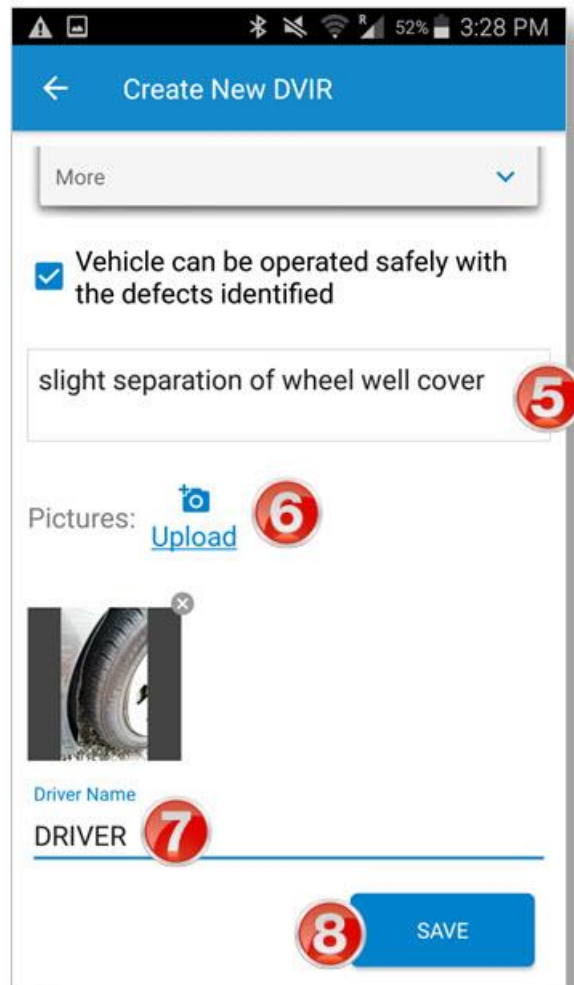 R 52% 3:28 PM
Create New DVIR
More
Vehicle can be operated safely with
the defects identified
slight separation of wheel well cover
5
Pictures:
Upload
6
Driver Name
DRIVER
7
8
SAVE